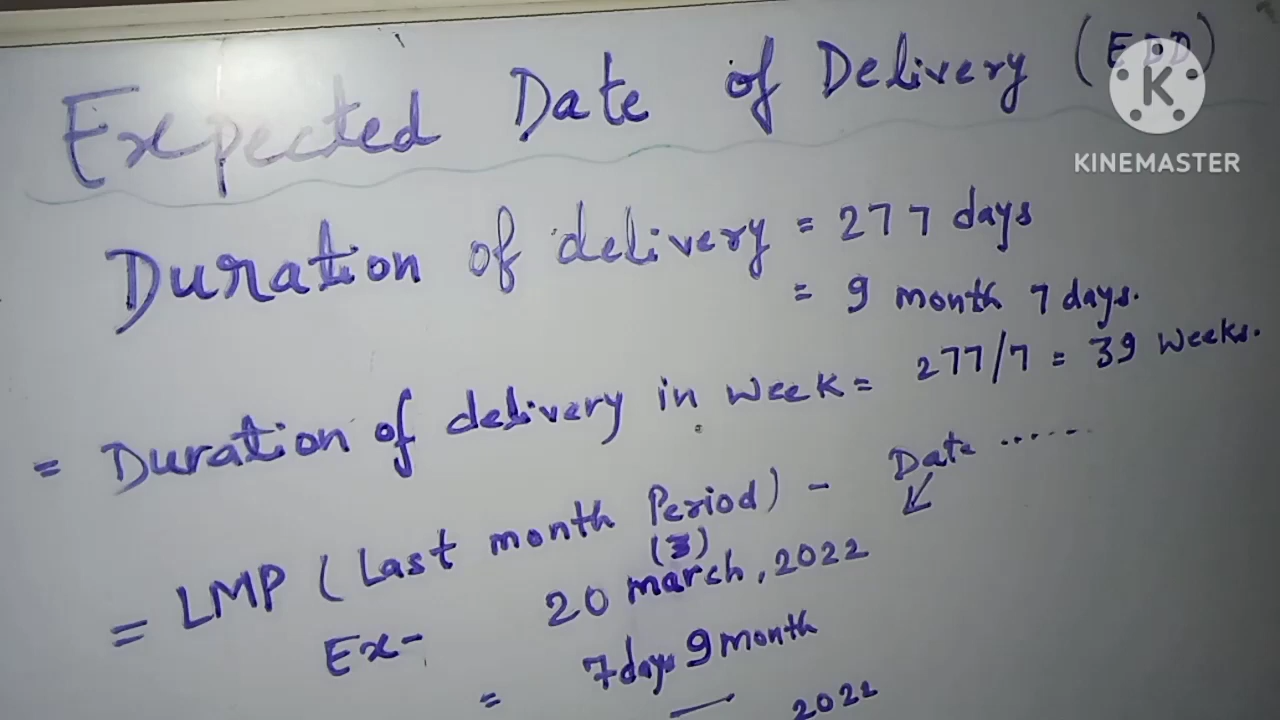 Expected Date of Delivery (EDD)
K
KINEMASTER
Duration of delivery = 277 days
= 9 month 7 days.
= Duration of delivery in week = 277/7 = 39 weeks.
= LMP (Last month Period) - Date ......
(3)
Ex- 20 march, 2022
= 7 days 9 month
2022